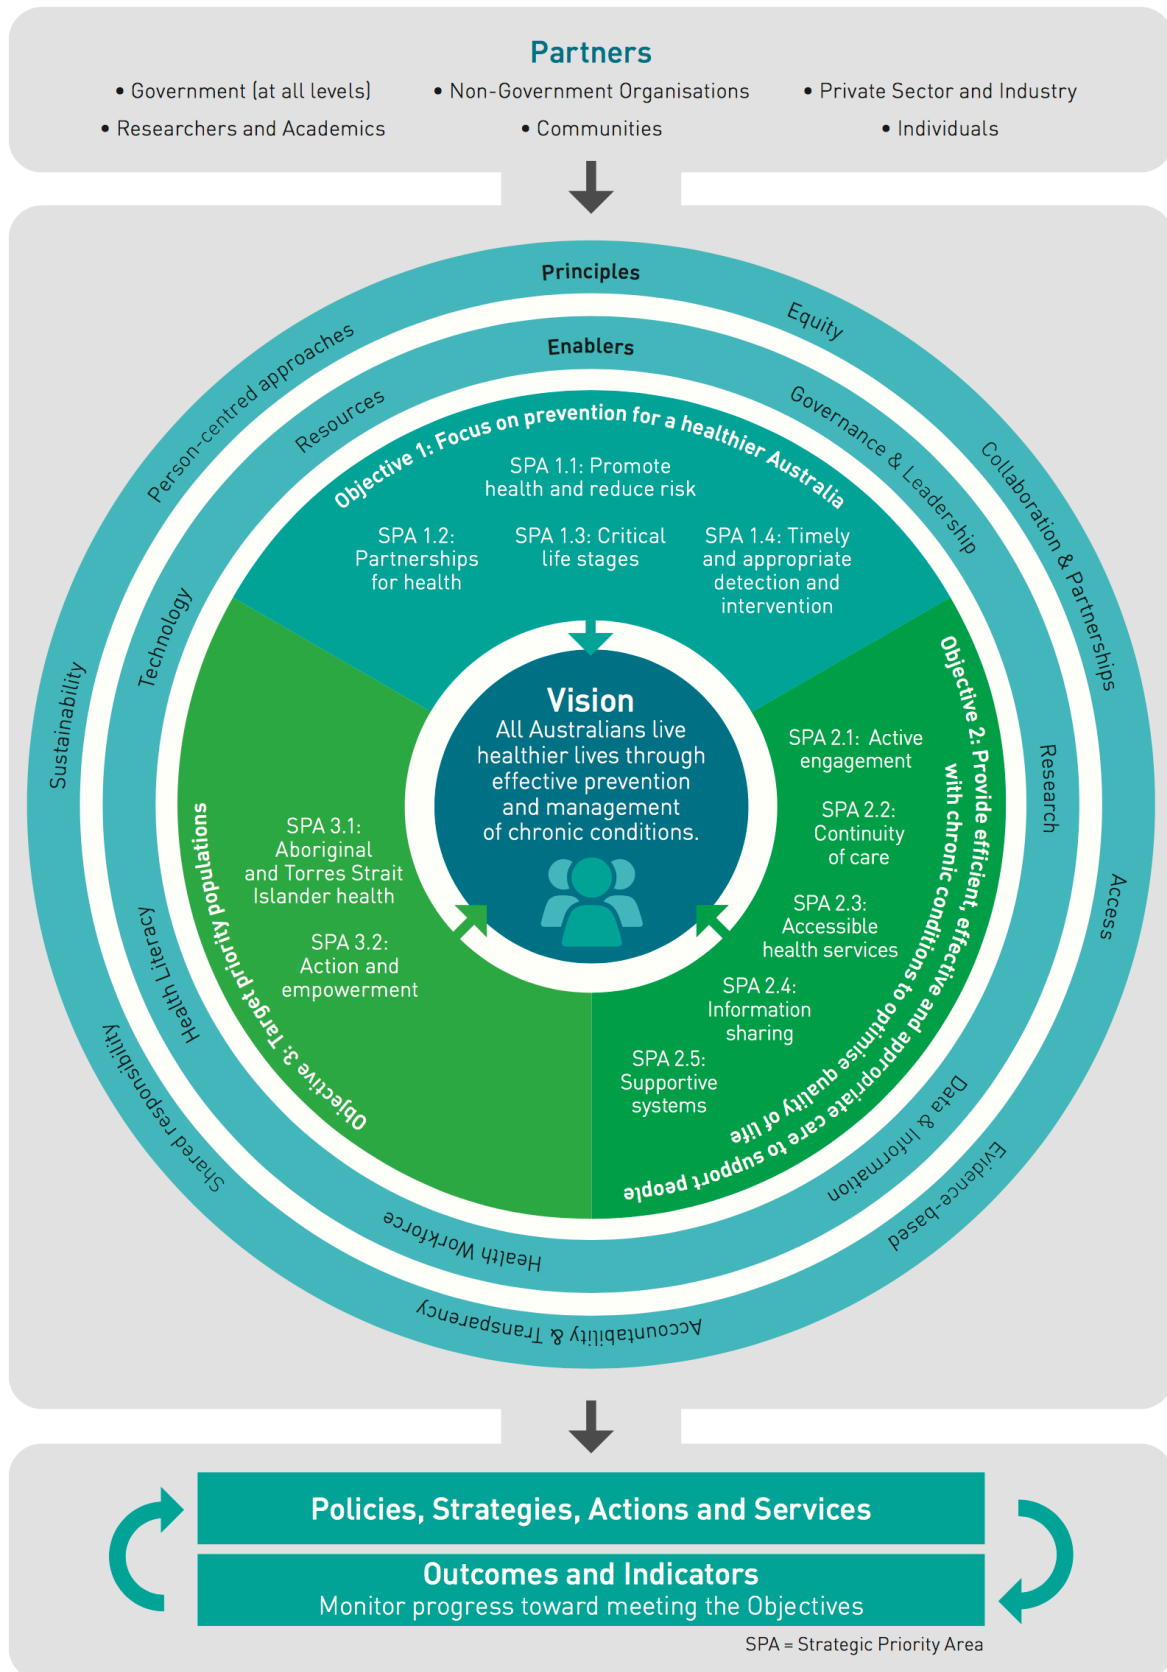 Partners
• Government (at all levels)
• Non-Government Organisations
• Private Sector and Industry
• Researchers and Academics
• Communities
• Individuals
Principles
Equity
Collaboration & Partnerships
Access
Evidence-based
Accountability & Transparency
Shared responsibility
Sustainability
Person-centred approaches
Enablers
Governance & Leadership
Research
Data & Information
Health Workforce
Health Literacy
Technology
Resources
Objective 1: Focus on prevention for a healthier Australia
SPA 1.1: Promote
health and reduce risk
SPA 1.2:
Partnerships
for health
SPA 1.3: Critical
life stages
SPA 1.4: Timely
and appropriate
detection and
intervention
Objective 2: Provide efficient, effective and appropriate care to support people
with chronic conditions to optimise quality of life
SPA 2.1: Active
engagement
SPA 2.2:
Continuity
of care
SPA 2.3:
Accessible
health services
SPA 2.4:
Information
sharing
SPA 2.5:
Supportive
systems
Objective 3: Target priority populations
SPA 3.1:
Aboriginal
and Torres Strait
Islander health
SPA 3.2:
Action and
empowerment
Vision
All Australians live
healthier lives through
effective prevention
and management
of chronic conditions.
Policies, Strategies, Actions and Services
Outcomes and Indicators
Monitor progress toward meeting the Objectives
SPA = Strategic Priority Area